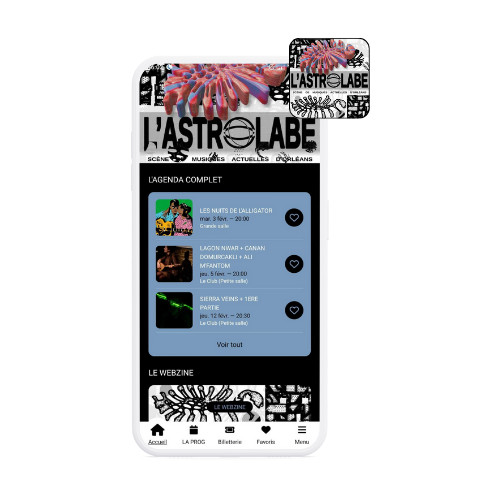 L'ASTROLABE
SCÈNE DE MUSIQUES ACTUELLES D'ORLÉANS
L'ASTROLABE
SCÈNE MUSIQUES ACTUELLES D'ORLÉANS
L'AGENDA COMPLET
LES NUITS DE L'ALLIGATOR
mar. 3 févr. — 20:00
Grande salle
LAGON NWAR + CANAN
DOMURCAKLI + ALI
M'FANTOM
jeu. 5 févr. — 20:00
Le Club (Petite salle)
SIERRA VEINS + 1ERE
PARTIE
jeu. 12 févr. — 20:30
Le Club (Petite salle)
Voir tout
LE WEBZINE
LE WEBZINE
Accueil LA PROG Billetterie Favoris Menu